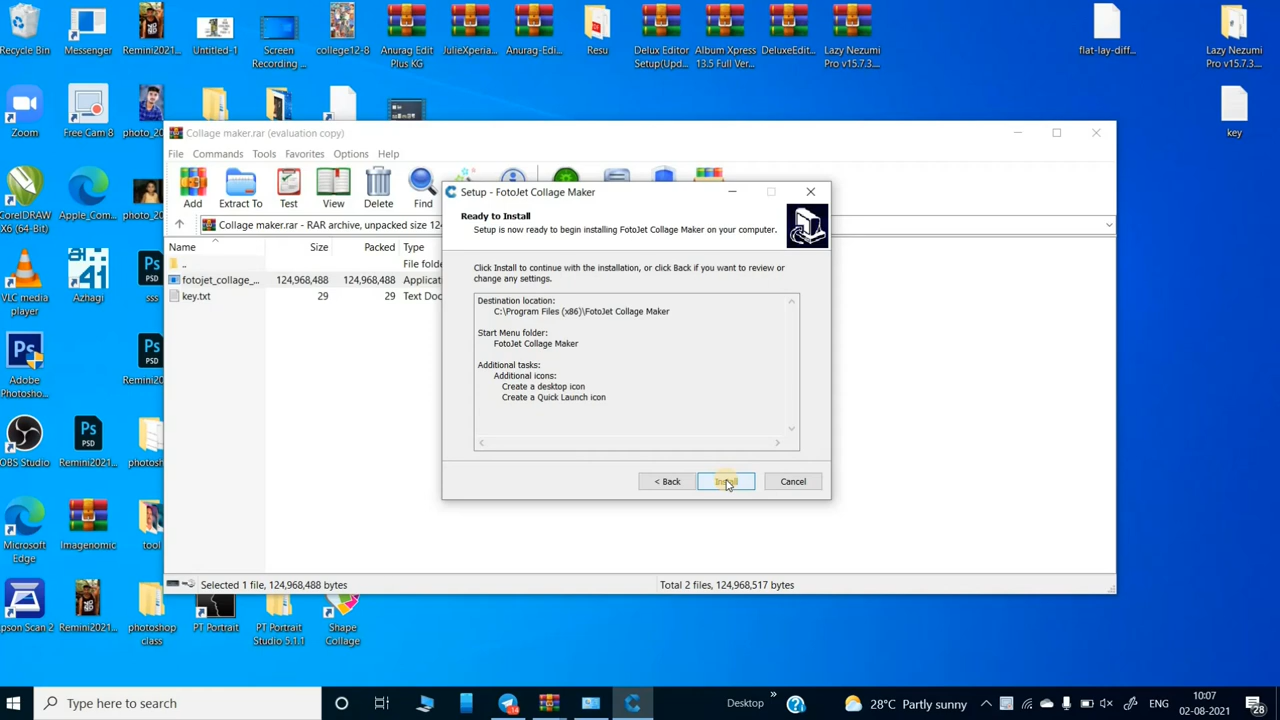 Recycle Bin
Messenger
Remini2021...
Untitled-1
Screen
Recording ...
college12-8
Anurag Edit
Plus KG
JulieXperia...
Anurag-Edi...
Resu
Delux Editor
Setup(Upd...
Album Xpress
13.5 Full Ver...
DeluxeEdit...
Lazy Nezumi
Pro v15.7.3....
flat-lay-diff...
Lazy Nezumi
Pro v15.7.3....
Zoom
Free Cam 8
photo_20
key
CorelDRAW
X6 (64-Bit)
Apple_Com...
photo_20
VLC media
player
Azhagi
sss
Adobe
Photosho...
Remini2021
OBS Studio
Remini2021...
photosh
Microsoft
Edge
Imagenomic
tool
Epson Scan 2
Remini2021...
photoshop
class
PT Portrait
PT Portrait
Studio 5.1.1
Shape
Collage
Collage maker.rar (evaluation copy)
File Commands Tools Favorites Options Help
Add Extract To Test View Delete Find
Collage maker.rar - RAR archive, unpacked size 124
Name Size Packed Type
.. File folder
fotojet_collage_... 124,968,488 124,968,488 Applicati
key.txt 29 29 Text Doc
Selected 1 file, 124,968,488 bytes
Total 2 files, 124,968,517 bytes
Setup - FotoJet Collage Maker
Ready to Install
Setup is now ready to begin installing FotoJet Collage Maker on your computer.
Click Install to continue with the installation, or click Back if you want to review or
change any settings.
Destination location:
C:\Program Files (x86)\FotoJet Collage Maker
Start Menu folder:
FotoJet Collage Maker
Additional tasks:
Additional icons:
Create a desktop icon
Create a Quick Launch icon
< Back Install Cancel
Type here to search
Desktop
28°C Partly sunny
ENG
10:07
02-08-2021
28